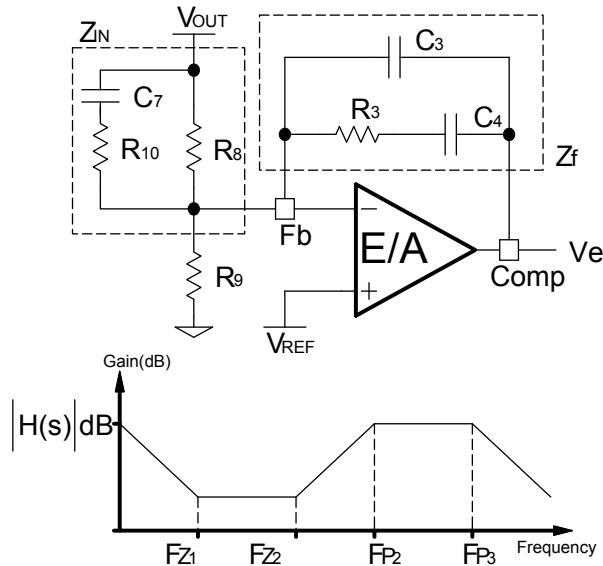 ZIN
VOUT
C3
C7
R3
C4
R10
R8
Zf
Fb
E/A
Ve
Comp
R9
VREF
Gain(dB)
|H(s)|dB
FZ1
FZ2
FP2
FP3
Frequency